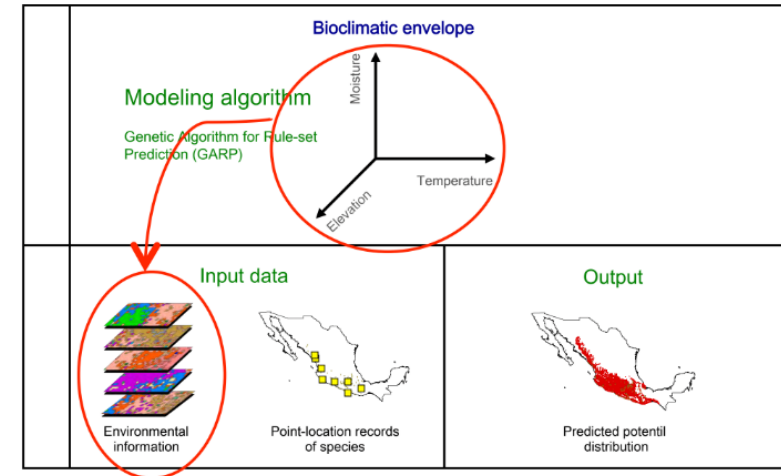 Bioclimatic envelope
Modeling algorithm
Genetic Algorithm for Rule-set
Prediction (GARP)
Moisture
Temperature
Elevation
Input data
Environmental
information
Point-location records
of species
Output
Predicted potentil
distribution